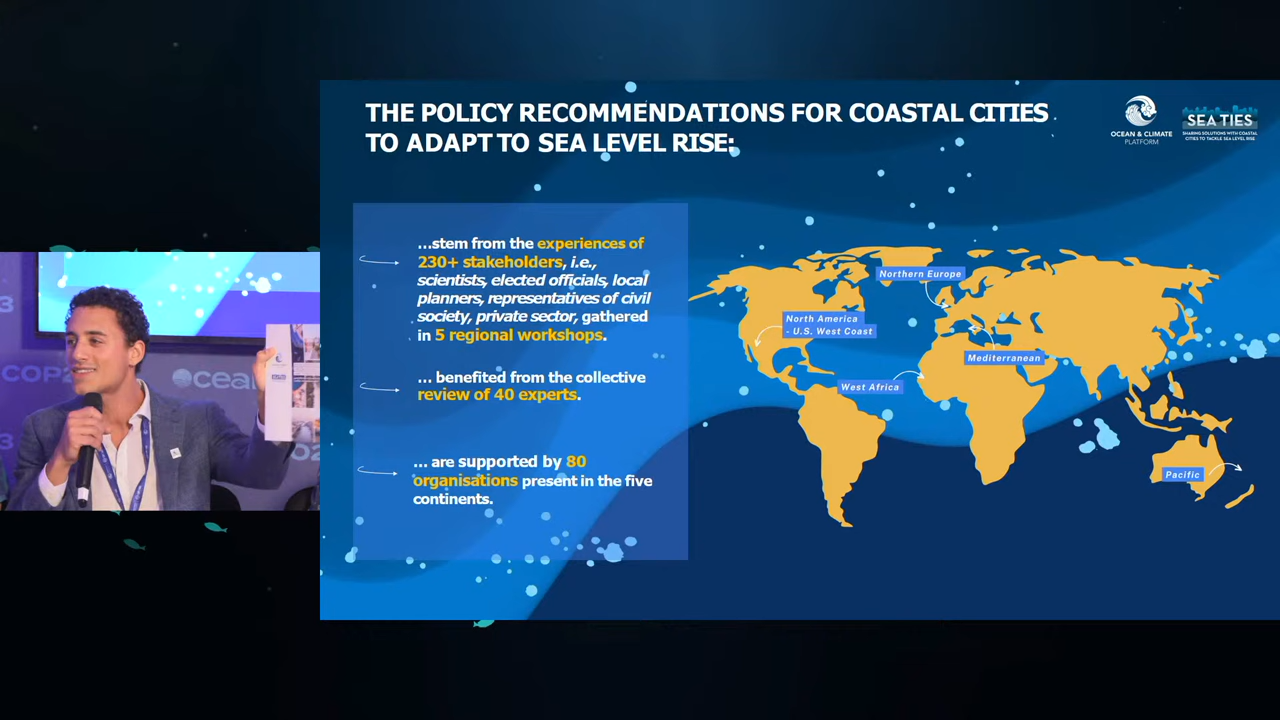 THE POLICY RECOMMENDATIONS FOR COASTAL CITIES
TO ADAPT TO SEA LEVEL RISE:
OCEAN & CLIMATE
PLATFORM
SEA TIES
SHARING SOLUTIONS WITH COASTAL
CITIES TO TACKLE SEA LEVEL RISE
...stem from the experiences of
230+ stakeholders, i.e.,
scientists, elected officials, local
planners, representatives of civil
society, private sector, gathered
in 5 regional workshops.
... benefited from the collective
review of 40 experts.
... are supported by 80
organisations present in the five
continents.
Northern Europe
North America
- U.S. West Coast
Mediterranean
West Africa
Pacific
3
COP2
Ocean
3